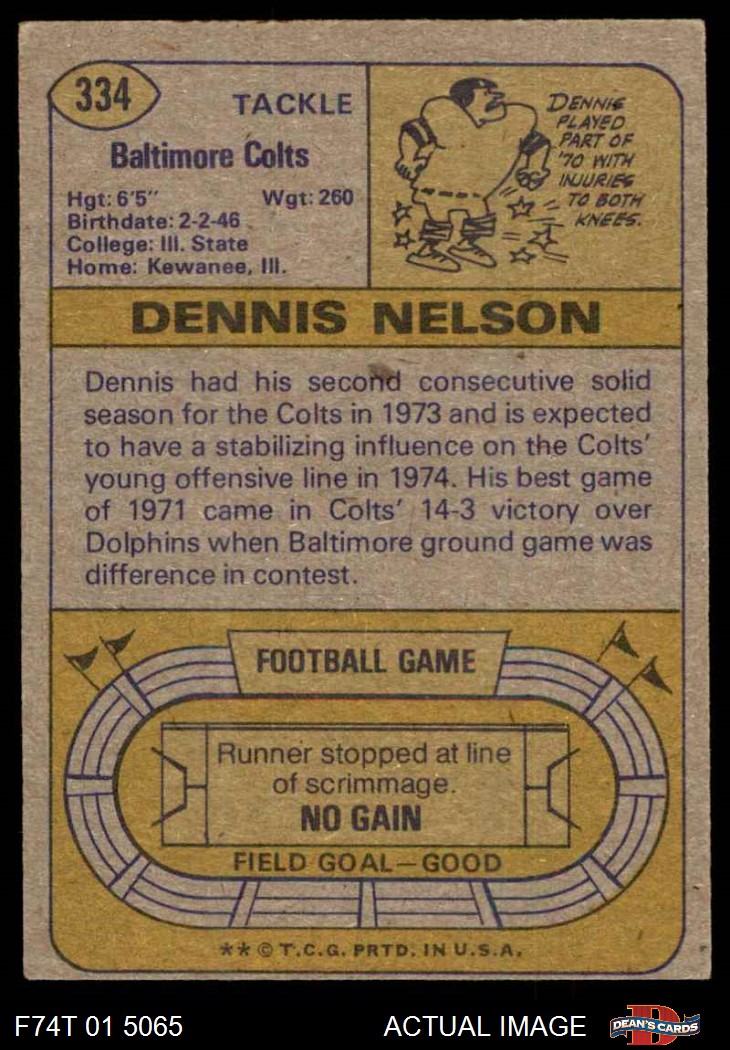 334
TACKLE
Baltimore Colts
Hgt: 6'5" Wgt: 260
Birthdate: 2-2-46
College: Ill. State
Home: Kewanee, Ill.
DENNIS
PLAYED
PART OF
'70 WITH
INJURIES
TO BOTH
KNEES.
DENNIS NELSON
Dennis had his second consecutive solid
season for the Colts in 1973 and is expected
to have a stabilizing influence on the Colts'
young offensive line in 1974. His best game
of 1971 came in Colts' 14-3 victory over
Dolphins when Baltimore ground game was
difference in contest.
FOOTBALL GAME
Runner stopped at line
of scrimmage.
NO GAIN
FIELD GOAL—GOOD
** © T.C.G. PRTD. IN U.S.A.
F74T 01 5065 ACTUAL IMAGE
DEAN'S CARDS